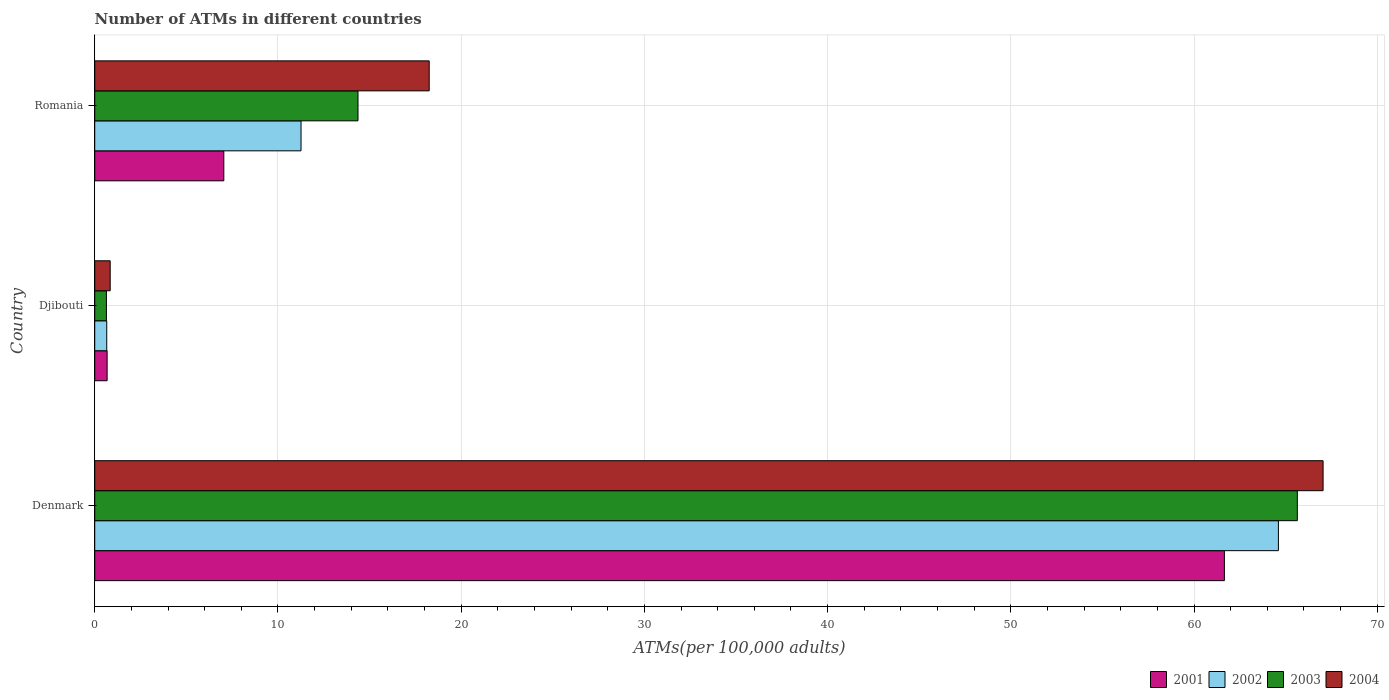 Number of ATMs in different countries
Romania
Djibouti
Denmark
Country
0 10 20 30 40 50 60 70
ATMs(per 100,000 adults)
2001 2002 2003 2004